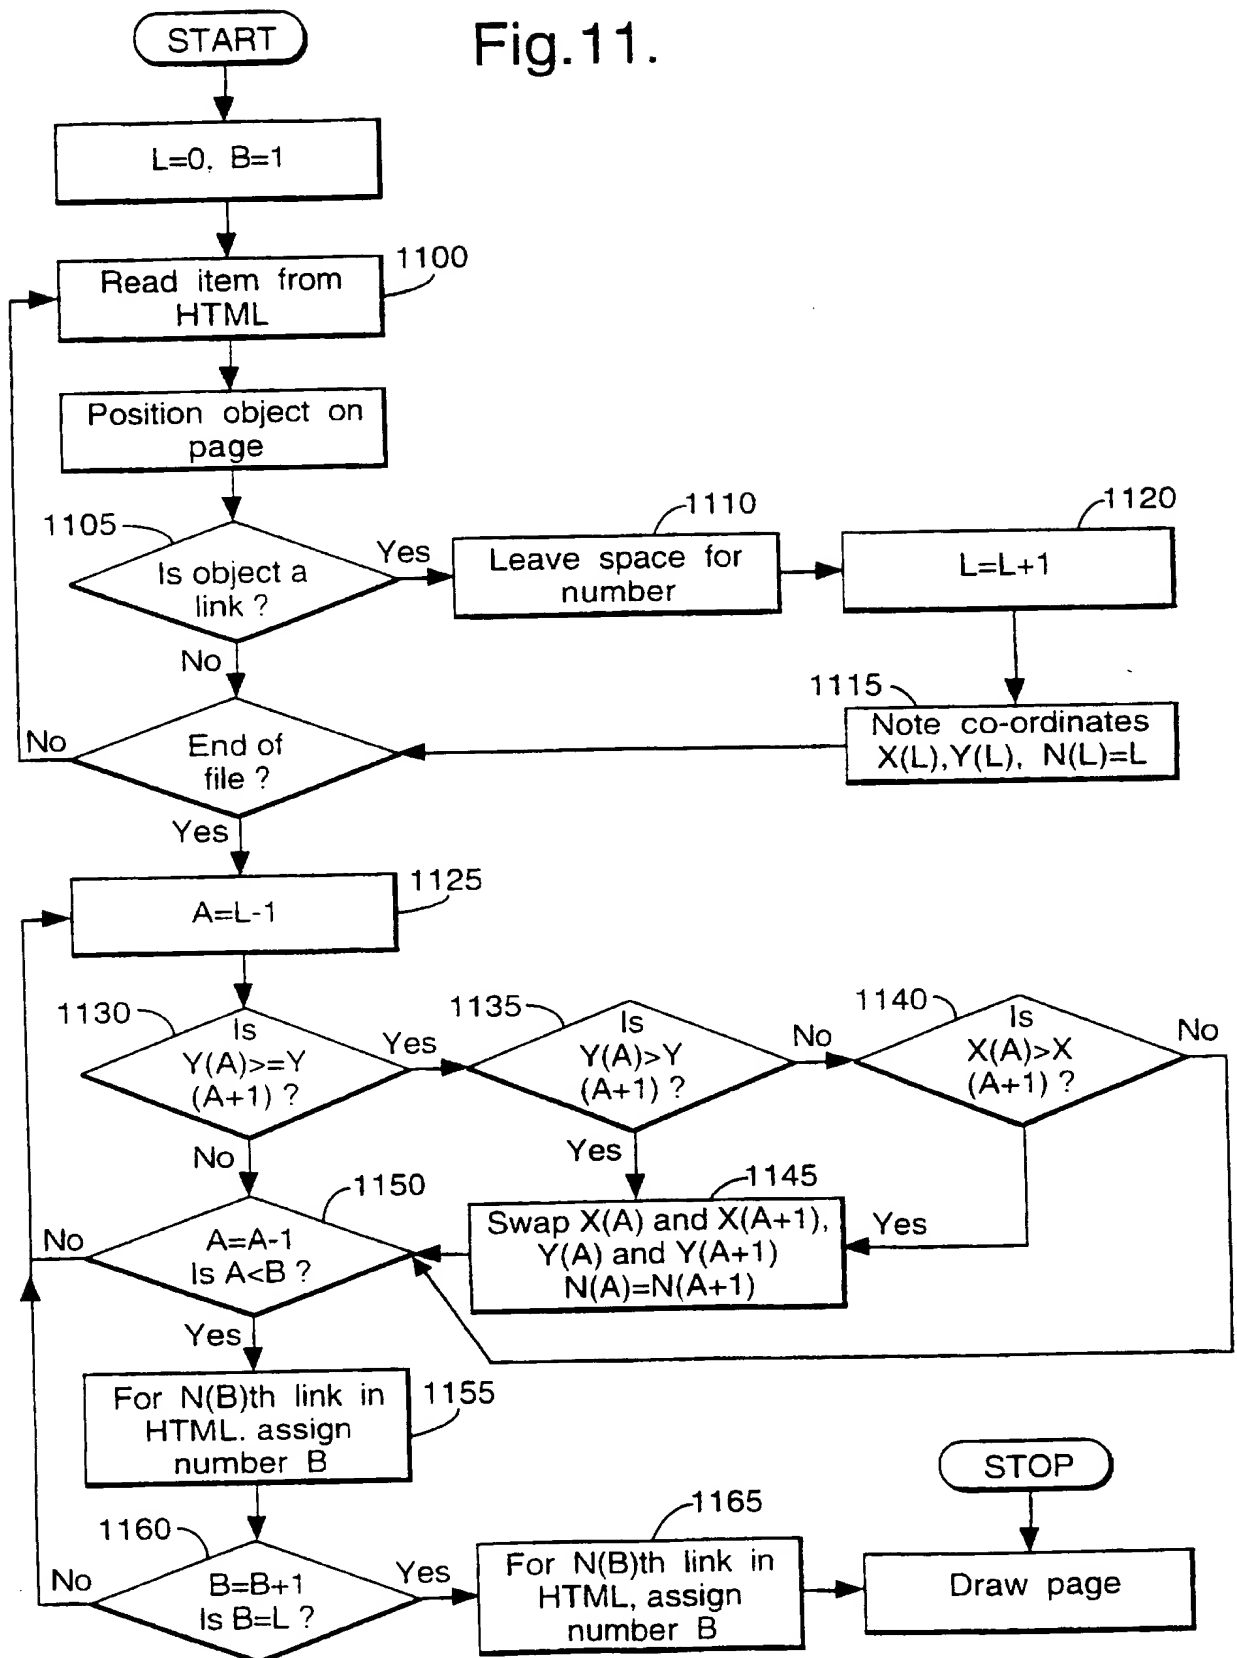 START
Fig.11.
L=0, B=1
1100
Read item from
HTML
Position object on
page
1105
Is object a
link ?
Yes
No
1110
Leave space for
number
1120
L=L+1
1115
Note co-ordinates
X(L),Y(L), N(L)=L
End of
file ?
No
Yes
1125
A=L-1
1130
Is
Y(A)>=Y
(A+1) ?
Yes
No
1135
Is
Y(A)>Y
(A+1) ?
No
Yes
1140
Is
X(A)>X
(A+1) ?
No
Yes
1145
Swap X(A) and X(A+1),
Y(A) and Y(A+1)
N(A)=N(A+1)
1150
A=A-1
Is A<B ?
No
Yes
1155
For N(B)th link in
HTML. assign
number B
1160
B=B+1
Is B=L ?
No
Yes
1165
For N(B)th link in
HTML, assign
number B
STOP
Draw page